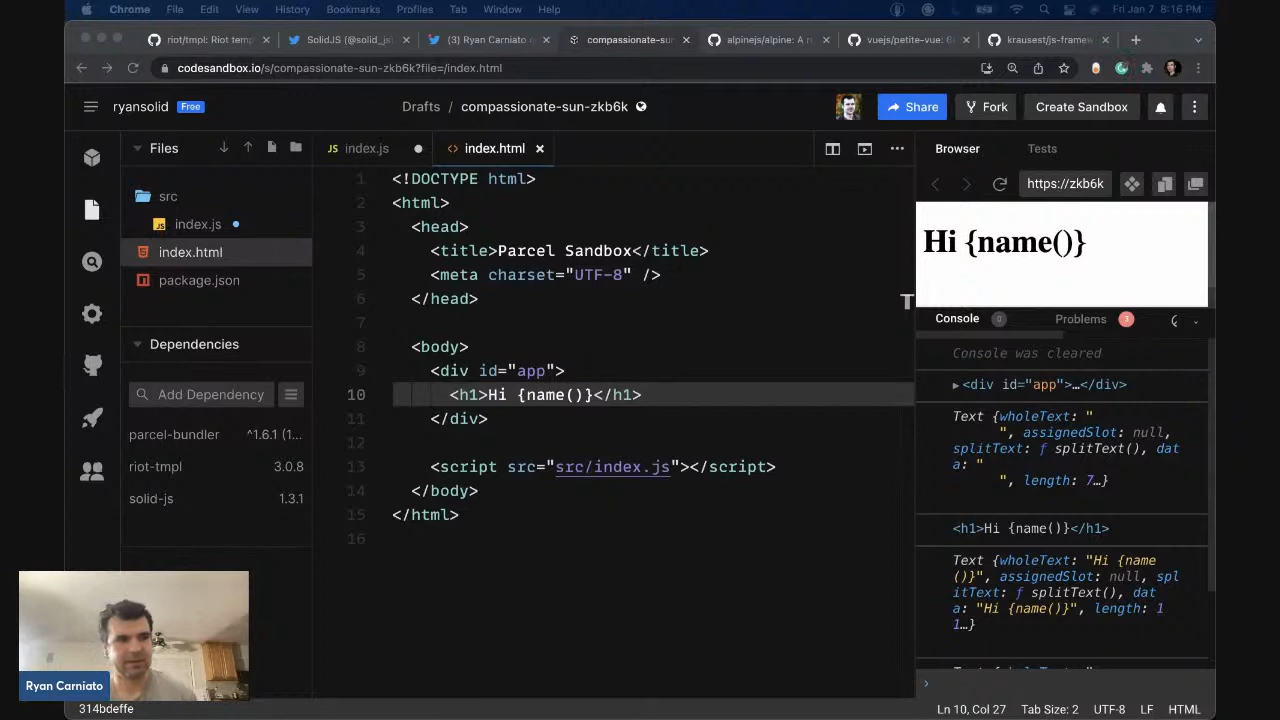 Chrome File Edit View History Bookmarks Profiles Tab Window Help Fri Jan 7 8:16 PM
riot/tmpl: Riot temp × SolidJS (@solid_js × (3) Ryan Carniato × compassionate-sun × alpinejs/alpine: A r × vuejs/petite-vue: 6 × krausest/js-framew × +
codesandbox.io/s/compassionate-sun-zkb6k?file=/index.html
ryansolid Free Drafts / compassionate-sun-zkb6k Share Fork Create Sandbox
Files
src
index.js
index.html
package.json
Dependencies
Add Dependency
parcel-bundler ^1.6.1 (1...
riot-tmpl 3.0.8
solid-js 1.3.1
JS index.js <> index.html ×
1 <!DOCTYPE html>
2 <html>
3 <head>
4 <title>Parcel Sandbox</title>
5 <meta charset="UTF-8" />
6 </head>
7
8 <body>
9 <div id="app">
10 <h1>Hi {name()}</h1>
11 </div>
12
13 <script src="src/index.js"></script>
14 </body>
15 </html>
16
Browser Tests
https://zkb6k
Hi {name()}
Console 0 Problems 3
Console was cleared
<div id="app">…</div>
Text {wholeText: "
", assignedSlot: null,
splitText: ƒ splitText(), dat
a: "
", length: 7…}
<h1>Hi {name()}</h1>
Text {wholeText: "Hi {name
()}", assignedSlot: null, spl
itText: ƒ splitText(), dat
a: "Hi {name()}", length: 1
1…}
›
Ryan Carniato
314bdeffe
Ln 10, Col 27 Tab Size: 2 UTF-8 LF HTML